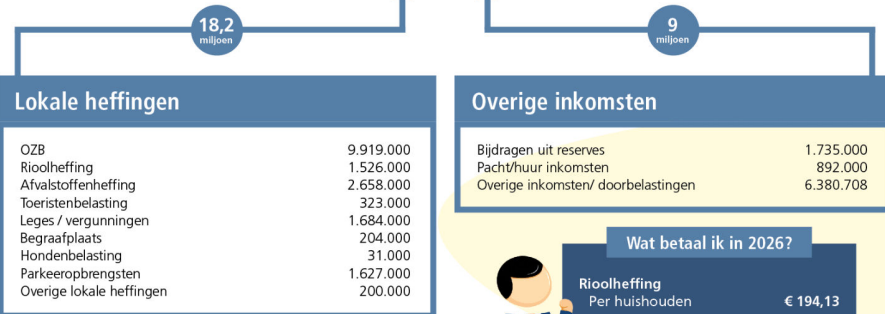 18,2
miljoen
9
miljoen
Lokale heffingen
OZB 9.919.000
Rioolheffing 1.526.000
Afvalstoffenheffing 2.658.000
Toeristenbelasting 323.000
Leges / vergunningen 1.684.000
Begraafplaats 204.000
Hondenbelasting 31.000
Parkeeropbrengsten 1.627.000
Overige lokale heffingen 200.000
Overige inkomsten
Bijdragen uit reserves 1.735.000
Pacht/huur inkomsten 892.000
Overige inkomsten/ doorbelastingen 6.380.708
Wat betaal ik in 2026?
Rioolheffing
Per huishouden € 194,13